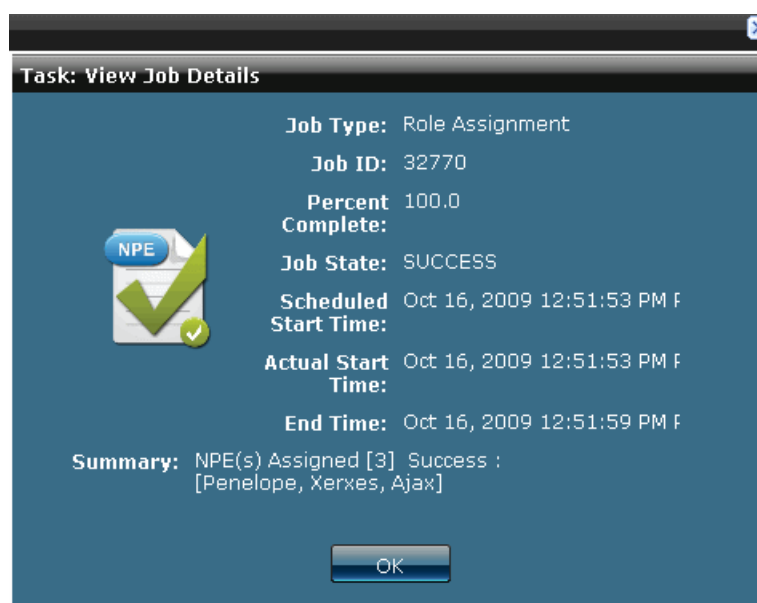 Task: View Job Details
Job Type: Role Assignment
Job ID: 32770
Percent 100.0
Complete:
NPE
Job State: SUCCESS
Scheduled Oct 16, 2009 12:51:53 PM
Start Time:
Actual Start Oct 16, 2009 12:51:53 PM
Time:
End Time: Oct 16, 2009 12:51:59 PM
Summary: NPE(s) Assigned [3] Success :
[Penelope, Xerxes, Ajax]
OK